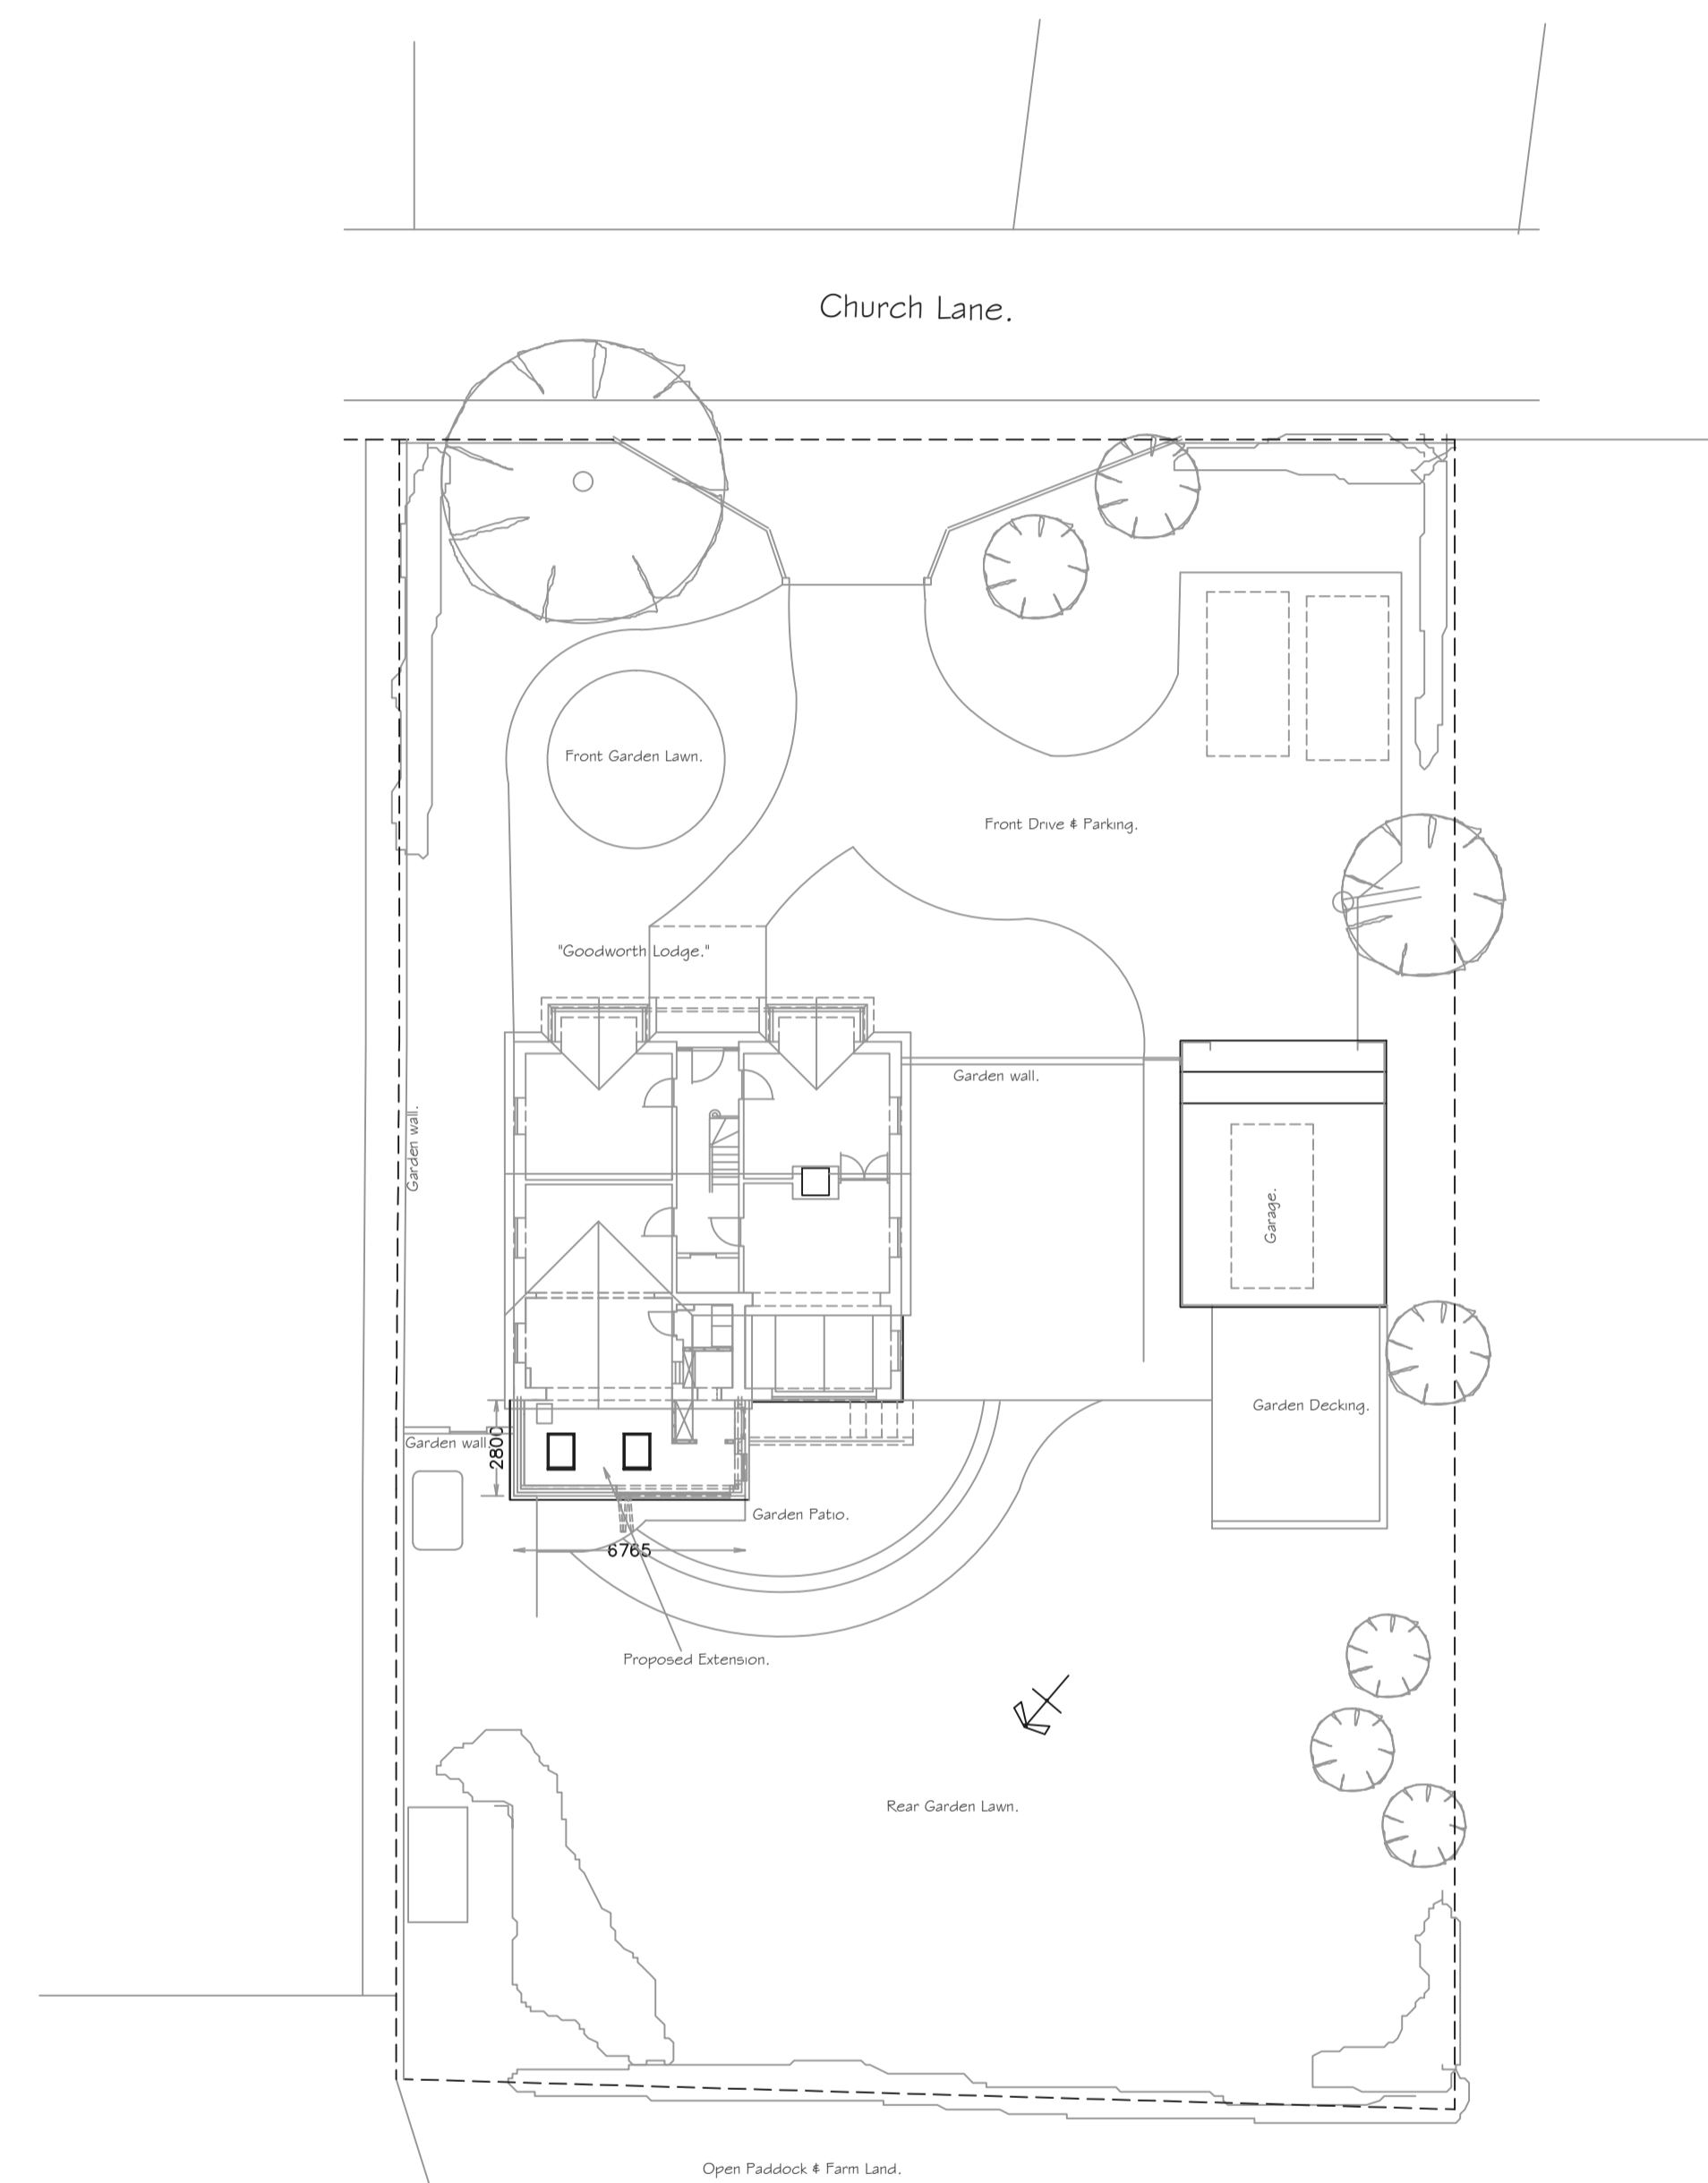 Church Lane.
Front Garden Lawn.
Front Drive & Parking.
"Goodworth Lodge."
Garden wall.
Garden wall.
Garage.
Garden Decking.
Garden wall.
2800
Garden Patio.
6765
Proposed Extension.
Rear Garden Lawn.
Open Paddock & Farm Land.